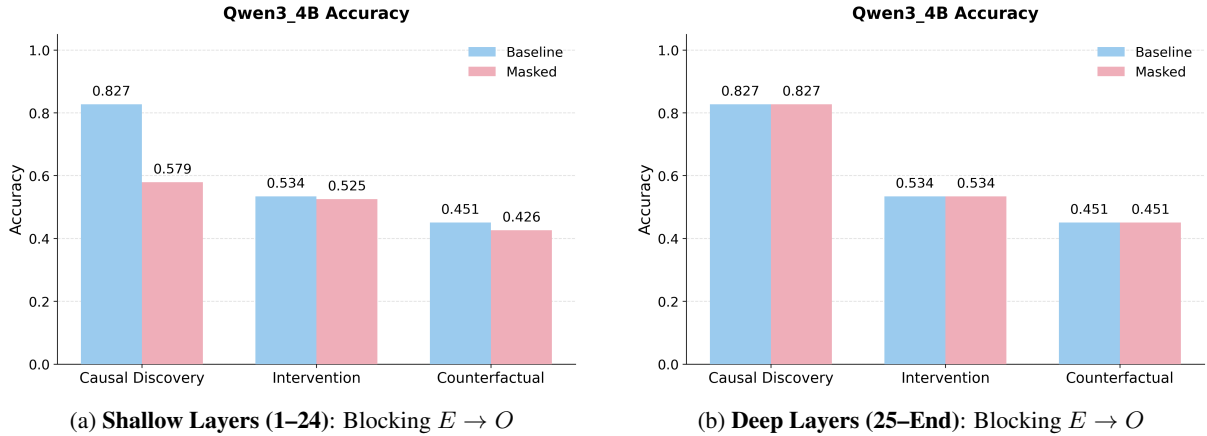 Qwen3_4B Accuracy
Baseline
Masked
Accuracy
1.0
0.8
0.6
0.4
0.2
0.0
0.827
0.579
0.534
0.525
0.451
0.426
Causal Discovery
Intervention
Counterfactual
(a) Shallow Layers (1–24): Blocking E → O
Qwen3_4B Accuracy
Baseline
Masked
Accuracy
1.0
0.8
0.6
0.4
0.2
0.0
0.827
0.827
0.534
0.534
0.451
0.451
Causal Discovery
Intervention
Counterfactual
(b) Deep Layers (25–End): Blocking E → O